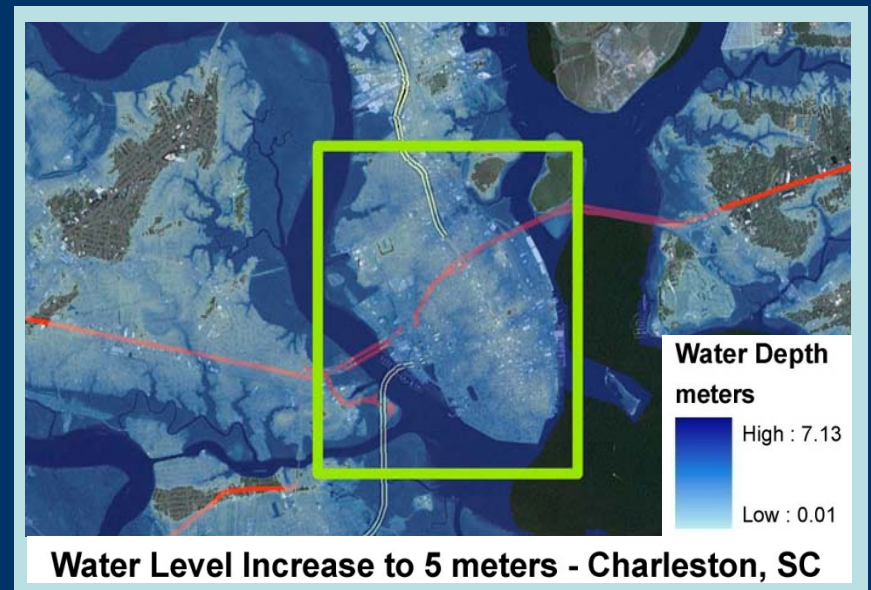 Water Depth
meters
High : 7.13
Low : 0.01
Water Level Increase to 5 meters - Charleston, SC